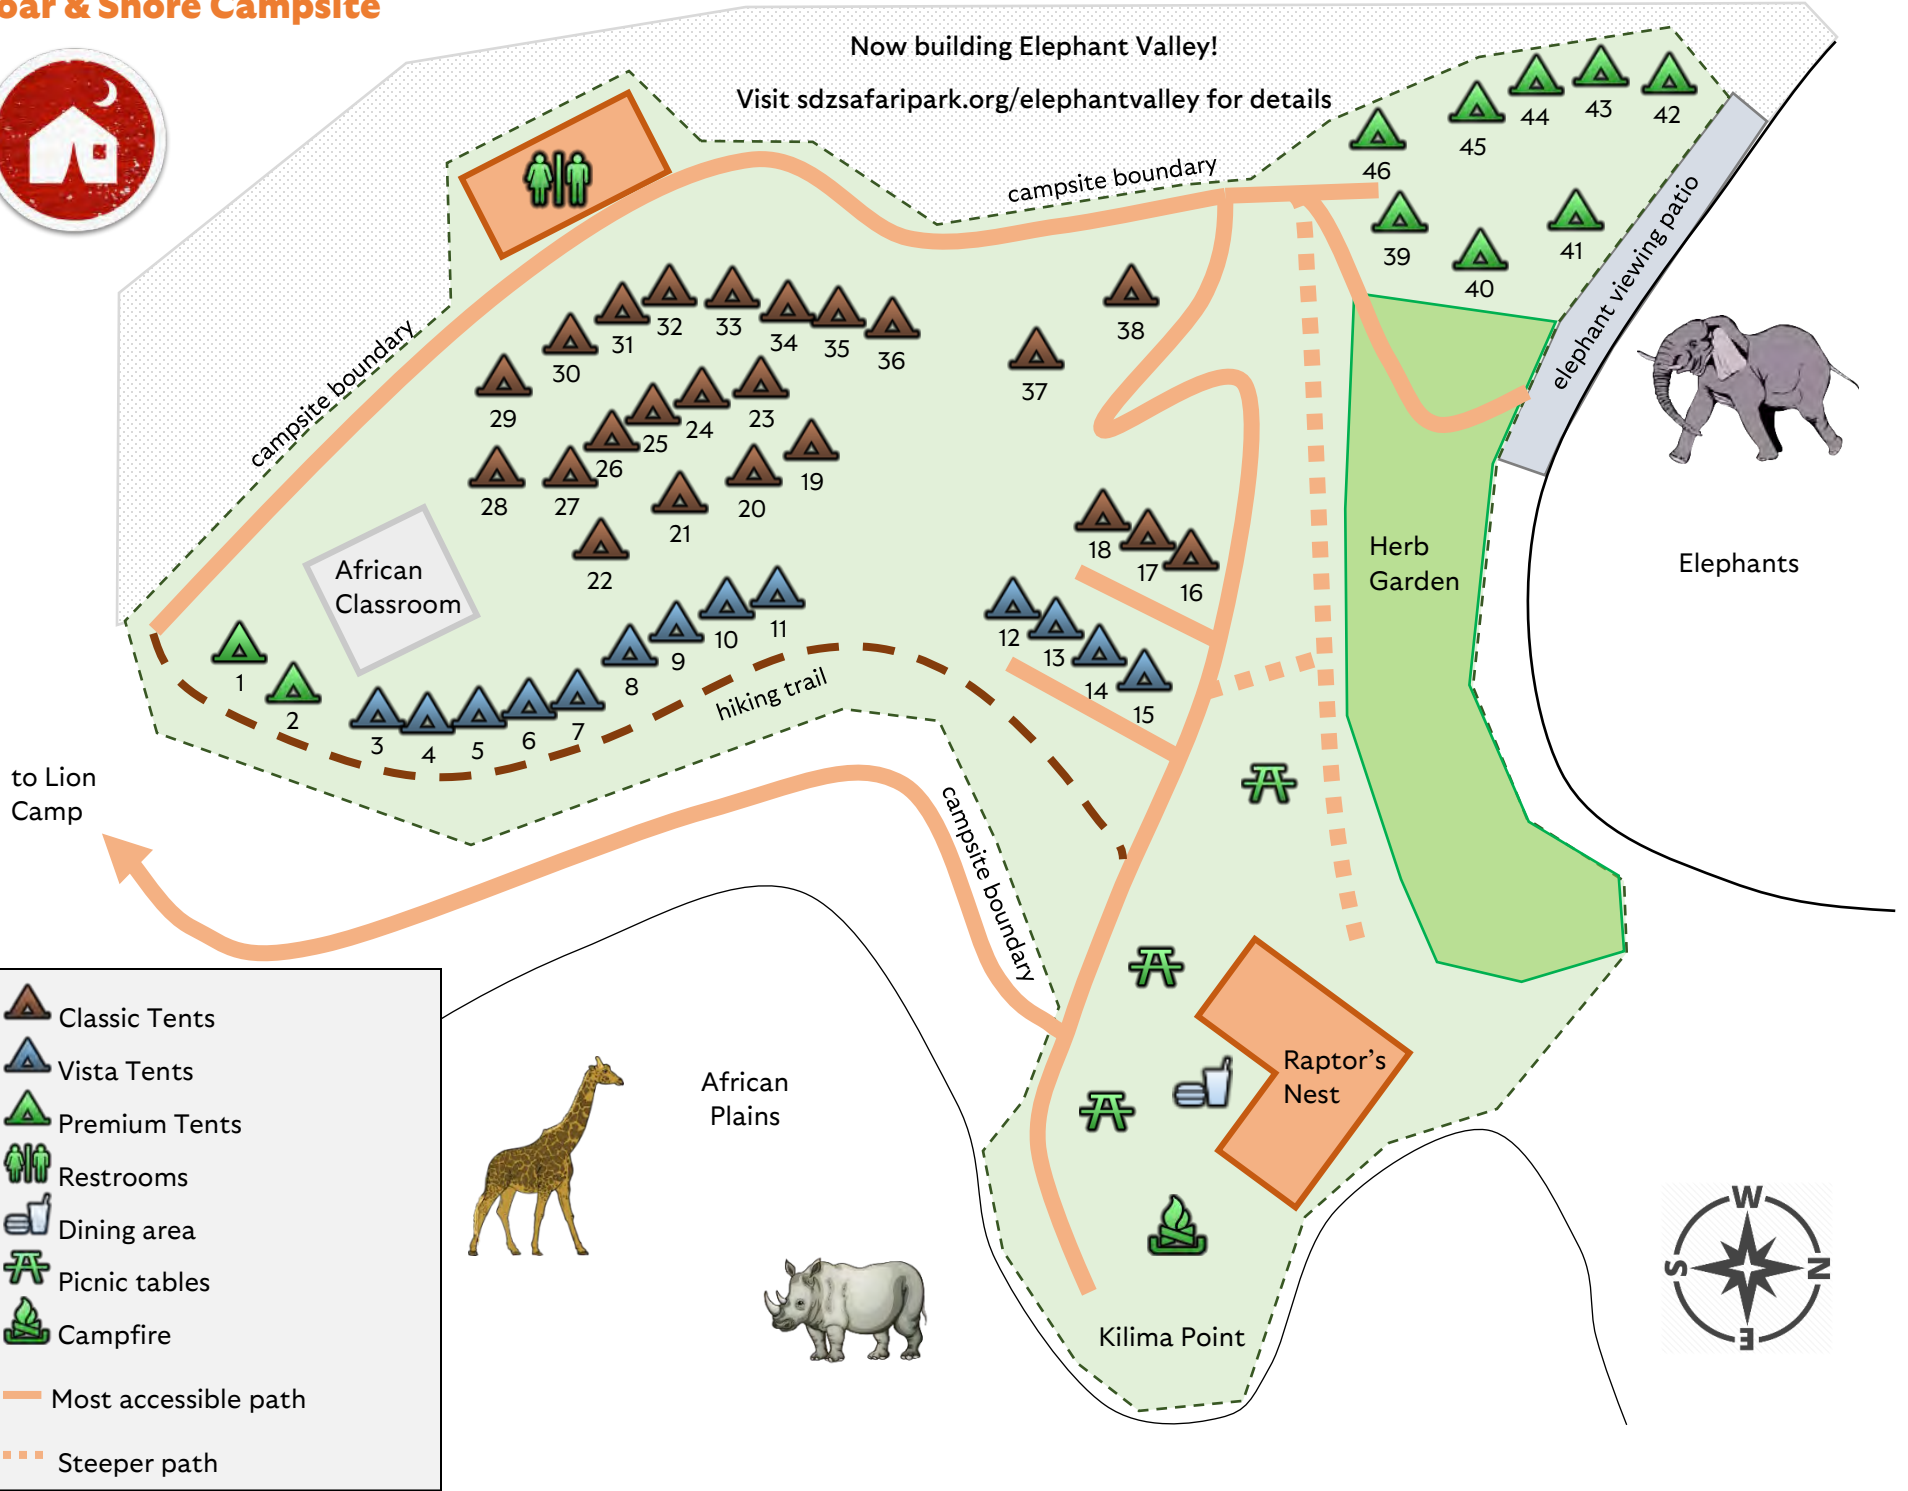 oar & Snore Campsite
Now building Elephant Valley!
Visit sdzsafaripark.org/elephantvalley for details
campsite boundary
campsite boundary
campsite boundary
elephant viewing patio
hiking trail
46
45
44
43
42
39
40
41
38
37
31
32
33
34
35
36
30
29
28
27
26
25
24
23
22
21
20
19
18
17
16
African
Classroom
1
2
3
4
5
6
7
8
9
10
11
12
13
14
15
Herb
Garden
Elephants
to Lion
Camp
African
Plains
Raptor's
Nest
Kilima Point
Classic Tents
Vista Tents
Premium Tents
Restrooms
Dining area
Picnic tables
Campfire
Most accessible path
Steeper path
W
S
N
E